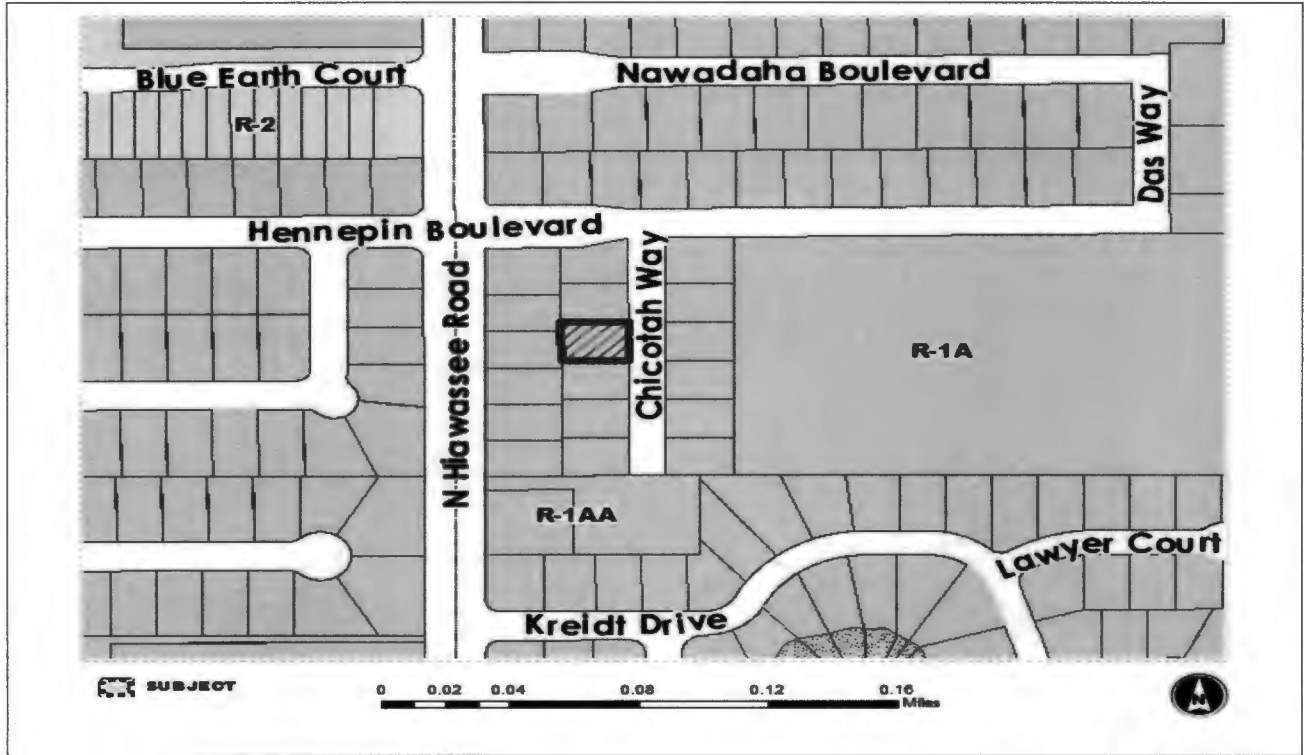 Blue Earth Court
Nawadaha Boulevard
R-2
Das Way
Hennepin Boulevard
N Hiawassee Road
Chicotah Way
R-1A
R-1AA
Lawyer Court
Kreidt Drive
SUBJECT
0 0.02 0.04 0.08 0.12 0.16
Miles
N